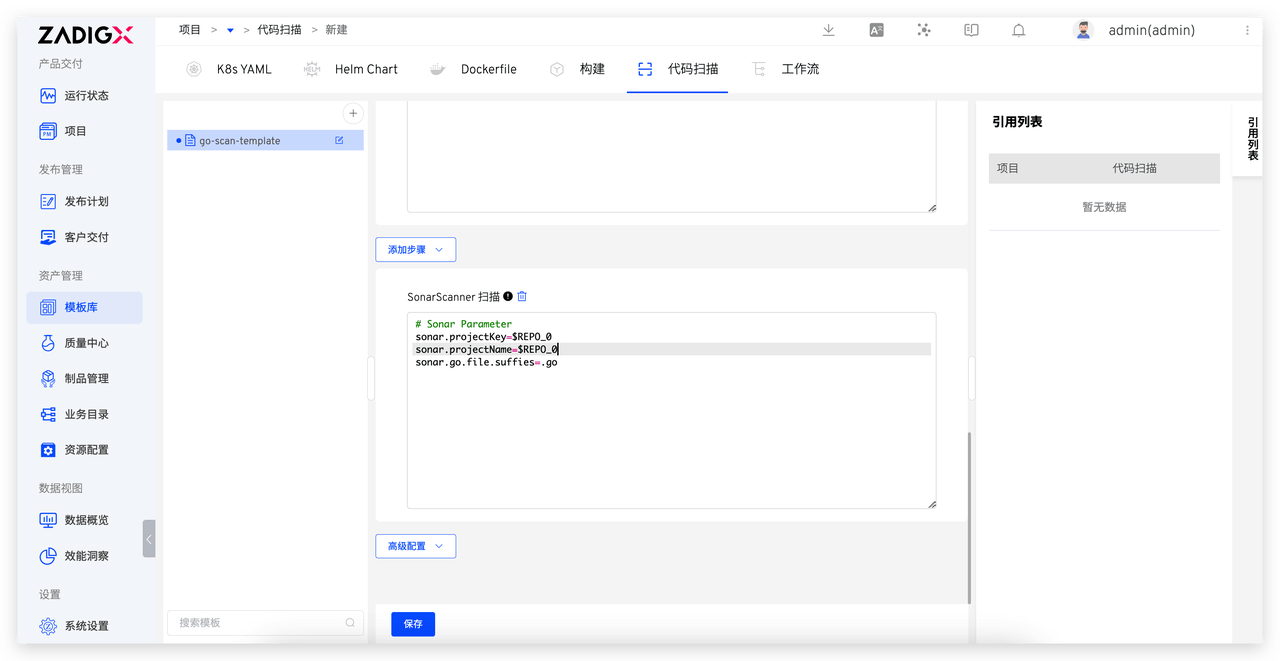 ZADIGX
产品交付
运行状态
项目
发布管理
发布计划
客户交付
资产管理
模板库
质量中心
制品管理
业务目录
资源配置
数据视图
数据概览
效能洞察
设置
系统设置
项目 > > 代码扫描 > 新建
admin(admin)
K8s YAML
HELM
Helm Chart
Dockerfile
构建
代码扫描
工作流
go-scan-template
搜索模板
添加步骤
SonarScanner 扫描
# Sonar Parameter
sonar.projectKey=$REPO_0
sonar.projectName=$REPO_0
sonar.go.file.suffies=.go
高级配置
保存
引用列表
项目 代码扫描
暂无数据
引用列表